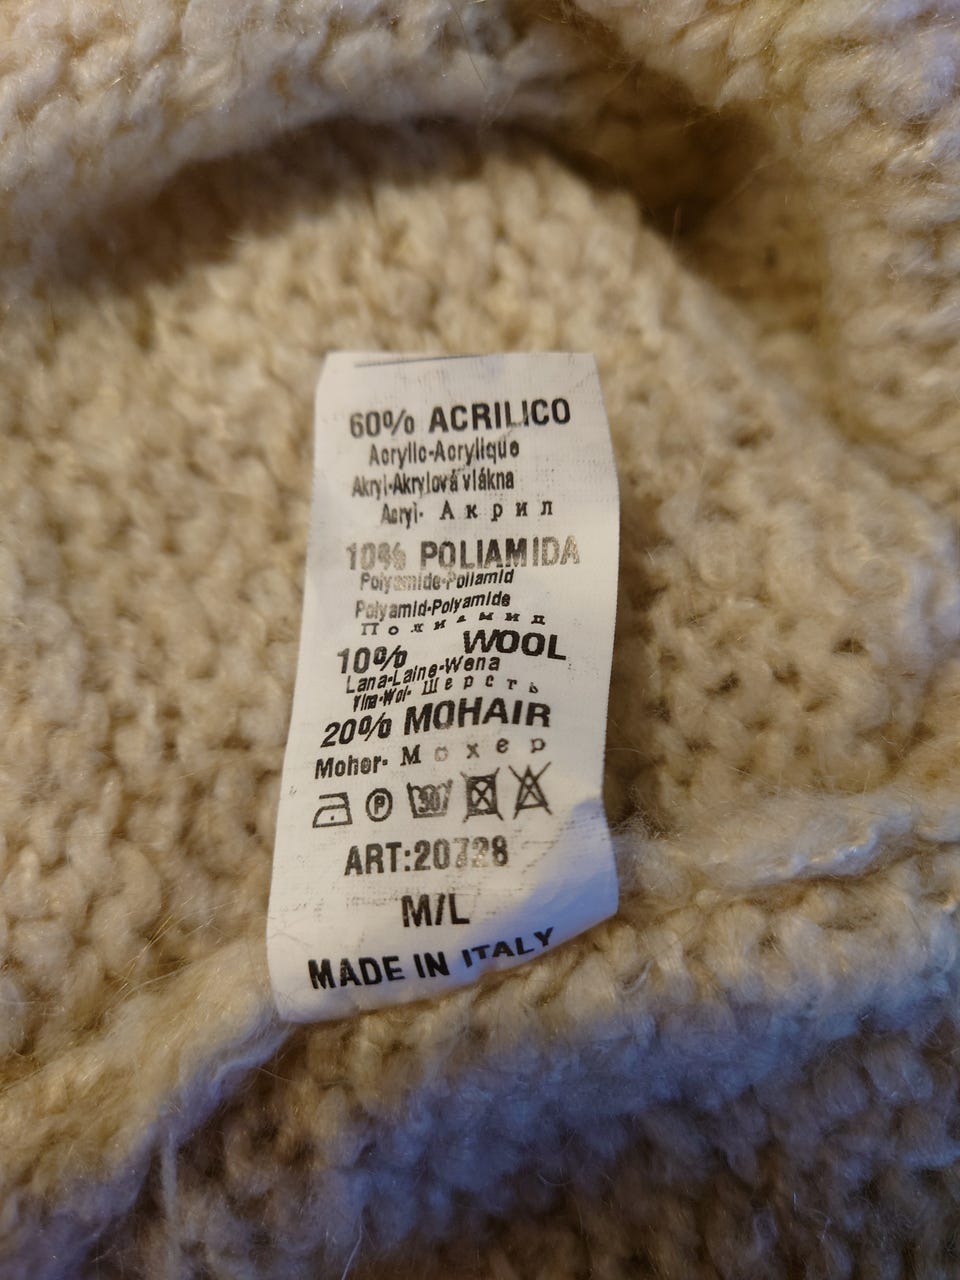 60% ACRILICO
Acrylic-Acrylique
Akryl-Akrylová vlákna
Acryl- Акрил
10% POLIAMIDA
Polyamide-Poliamid
Polyamid-Polyamide
Полиамид
10% WOOL
Lana-Laine-Wena
Vlna-Wol- Шерсть
20% MOHAIR
Moher- Мохер
P 30
ART:20728
M/L
MADE IN ITALY